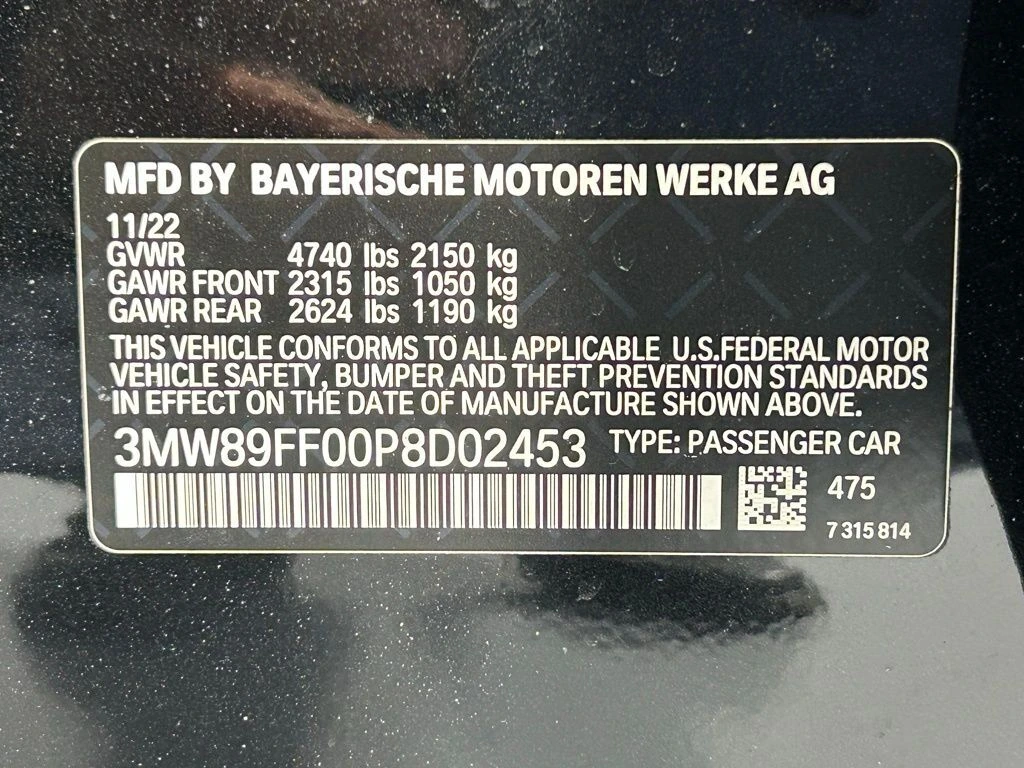 MFD BY BAYERISCHE MOTOREN WERKE AG
11/22
GVWR 4740 lbs 2150 kg
GAWR FRONT 2315 lbs 1050 kg
GAWR REAR 2624 lbs 1190 kg
THIS VEHICLE CONFORMS TO ALL APPLICABLE U.S.FEDERAL MOTOR
VEHICLE SAFETY, BUMPER AND THEFT PREVENTION STANDARDS
IN EFFECT ON THE DATE OF MANUFACTURE SHOWN ABOVE.
3MW89FF00P8D02453 TYPE: PASSENGER CAR
475
7 315 814